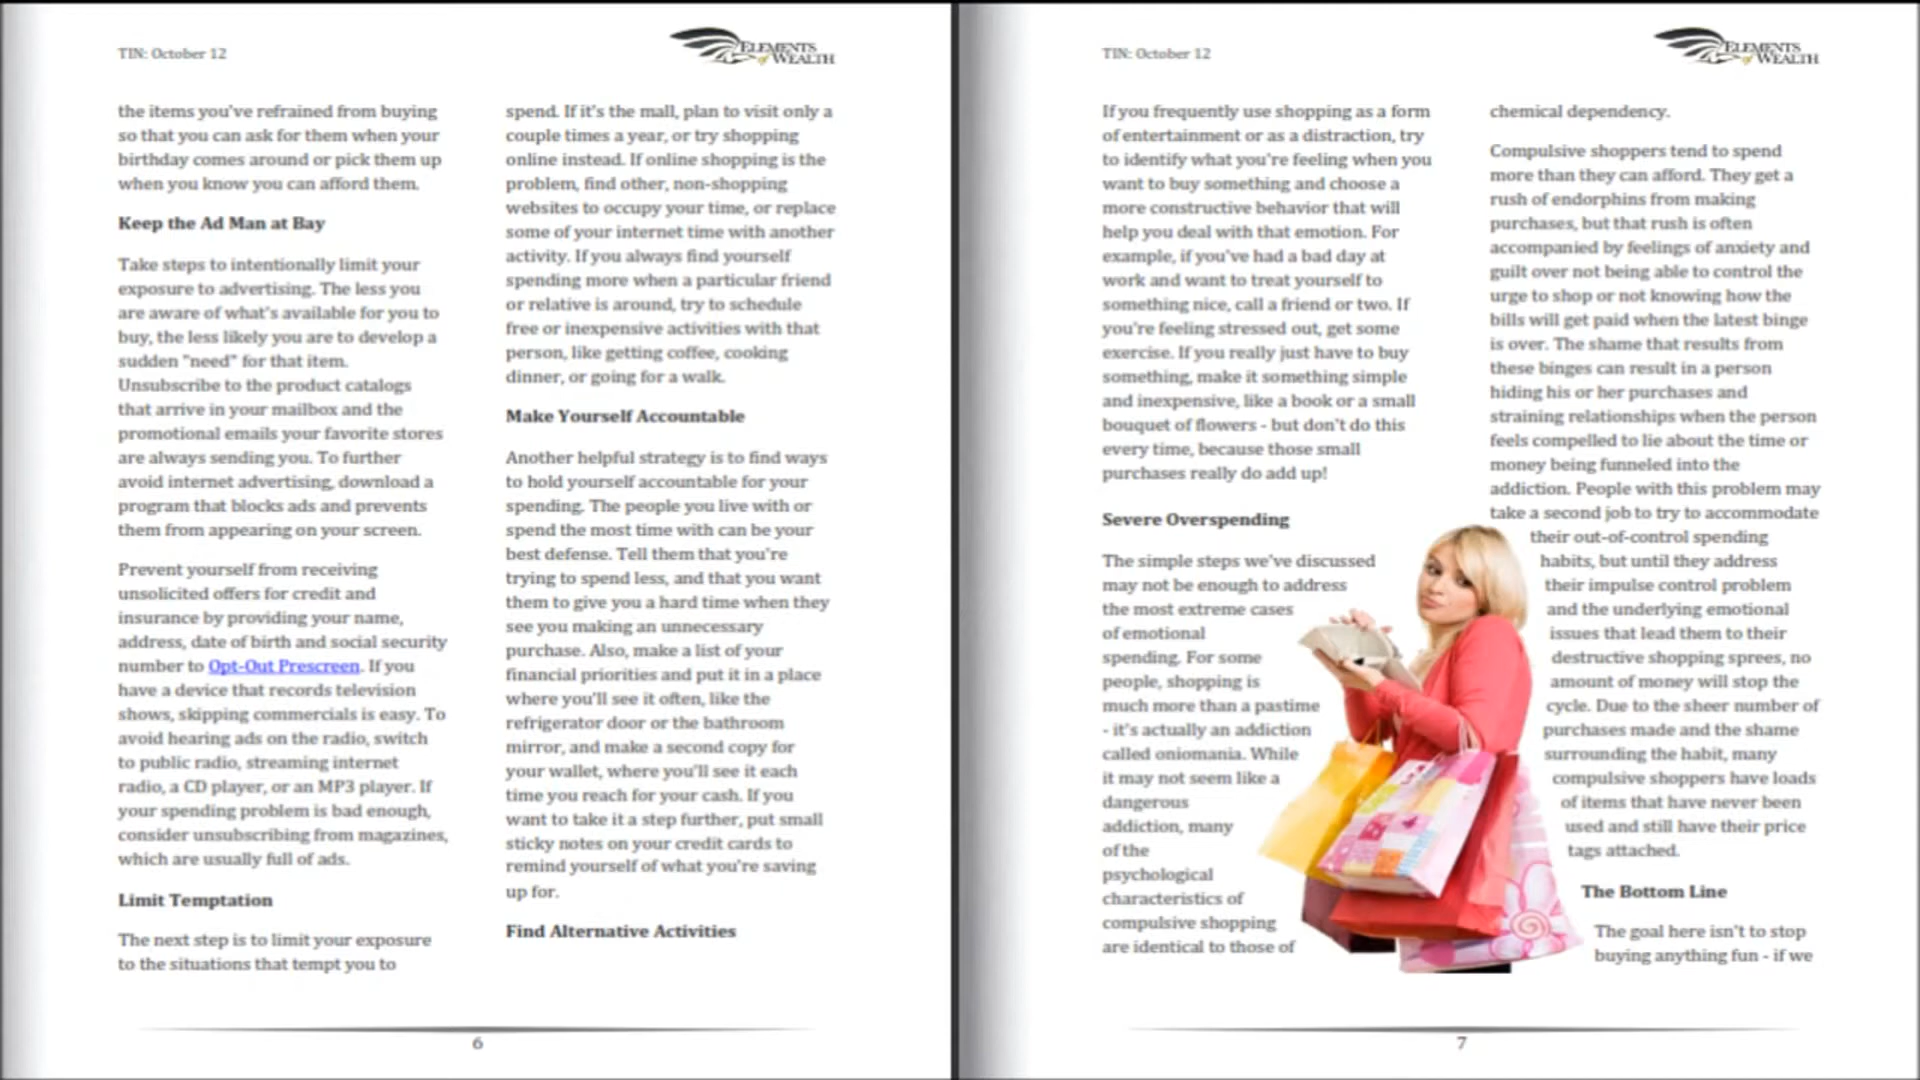 TIN: October 12
ELEMENTS
of WEALTH
the items you've refrained from buying
so that you can ask for them when your
birthday comes around or pick them up
when you know you can afford them.
Keep the Ad Man at Bay
Take steps to intentionally limit your
exposure to advertising. The less you
are aware of what's available for you to
buy, the less likely you are to develop a
sudden "need" for that item.
Unsubscribe to the product catalogs
that arrive in your mailbox and the
promotional emails your favorite stores
are always sending you. To further
avoid internet advertising, download a
program that blocks ads and prevents
them from appearing on your screen.
Prevent yourself from receiving
unsolicited offers for credit and
insurance by providing your name,
address, date of birth and social security
number to Opt-Out Prescreen. If you
have a device that records television
shows, skipping commercials is easy. To
avoid hearing ads on the radio, switch
to public radio, streaming internet
radio, a CD player, or an MP3 player. If
your spending problem is bad enough,
consider unsubscribing from magazines,
which are usually full of ads.
Limit Temptation
The next step is to limit your exposure
to the situations that tempt you to
spend. If it's the mall, plan to visit only a
couple times a year, or try shopping
online instead. If online shopping is the
problem, find other, non-shopping
websites to occupy your time, or replace
some of your internet time with another
activity. If you always find yourself
spending more when a particular friend
or relative is around, try to schedule
free or inexpensive activities with that
person, like getting coffee, cooking
dinner, or going for a walk.
Make Yourself Accountable
Another helpful strategy is to find ways
to hold yourself accountable for your
spending. The people you live with or
spend the most time with can be your
best defense. Tell them that you're
trying to spend less, and that you want
them to give you a hard time when they
see you making an unnecessary
purchase. Also, make a list of your
financial priorities and put it in a place
where you'll see it often, like the
refrigerator door or the bathroom
mirror, and make a second copy for
your wallet, where you'll see it each
time you reach for your cash. If you
want to take it a step further, put small
sticky notes on your credit cards to
remind yourself of what you're saving
up for.
Find Alternative Activities
6
TIN: October 12
ELEMENTS
of WEALTH
If you frequently use shopping as a form
of entertainment or as a distraction, try
to identify what you're feeling when you
want to buy something and choose a
more constructive behavior that will
help you deal with that emotion. For
example, if you've had a bad day at
work and want to treat yourself to
something nice, call a friend or two. If
you're feeling stressed out, get some
exercise. If you really just have to buy
something, make it something simple
and inexpensive, like a book or a small
bouquet of flowers - but don't do this
every time, because those small
purchases really do add up!
Severe Overspending
The simple steps we've discussed
may not be enough to address
the most extreme cases
of emotional
spending. For some
people, shopping is
much more than a pastime
- it's actually an addiction
called oniomania. While
it may not seem like a
dangerous
addiction, many
of the
psychological
characteristics of
compulsive shopping
are identical to those of
chemical dependency.
Compulsive shoppers tend to spend
more than they can afford. They get a
rush of endorphins from making
purchases, but that rush is often
accompanied by feelings of anxiety and
guilt over not being able to control the
urge to shop or not knowing how the
bills will get paid when the latest binge
is over. The shame that results from
these binges can result in a person
hiding his or her purchases and
straining relationships when the person
feels compelled to lie about the time or
money being funneled into the
addiction. People with this problem may
take a second job to try to accommodate
their out-of-control spending
habits, but until they address
their impulse control problem
and the underlying emotional
issues that lead them to their
destructive shopping sprees, no
amount of money will stop the
cycle. Due to the sheer number of
purchases made and the shame
surrounding the habit, many
compulsive shoppers have loads
of items that have never been
used and still have their price
tags attached.
The Bottom Line
The goal here isn't to stop
buying anything fun - if we
7